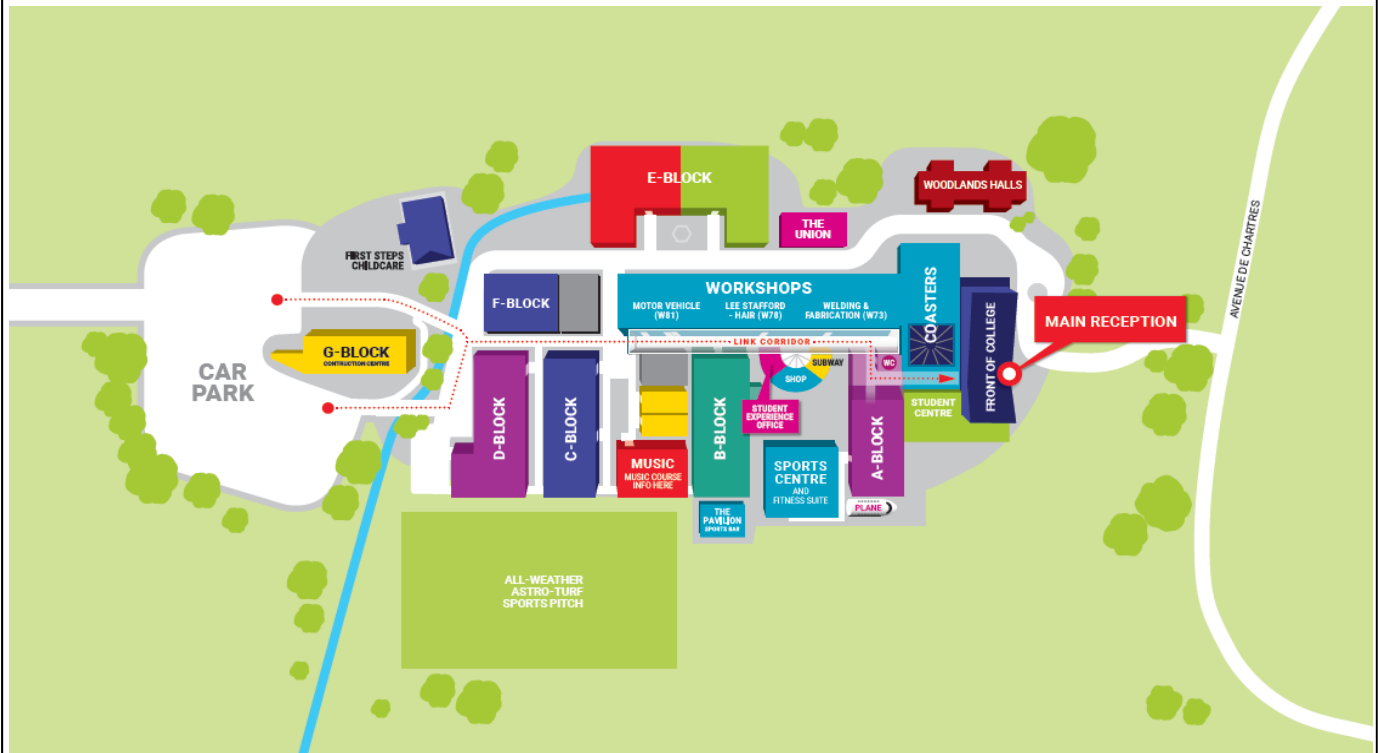 E-BLOCK
WOODLANDS HALLS
THE
UNION
AVENUE DE CHARTRES
FIRST STEPS
CHILDCARE
F-BLOCK
WORKSHOPS
MOTOR VEHICLE
(W81)
LEE STAFFORD
- HAIR (W78)
WELDING &
FABRICATION (W73)
COASTERS
FRONT OF COLLEGE
MAIN RECEPTION
LINK CORRIDOR
G-BLOCK
CONTRUCTION CENTRE
CAR
PARK
SUBWAY
WC
SHOP
STUDENT
EXPERIENCE
OFFICE
STUDENT
CENTRE
D-BLOCK
C-BLOCK
B-BLOCK
A-BLOCK
MUSIC
MUSIC COURSE
INFO HERE
SPORTS
CENTRE
AND
FITNESS SUITE
PLANE
THE
PAVILION
SPORTS BAR
ALL-WEATHER
ASTRO-TURF
SPORTS PITCH